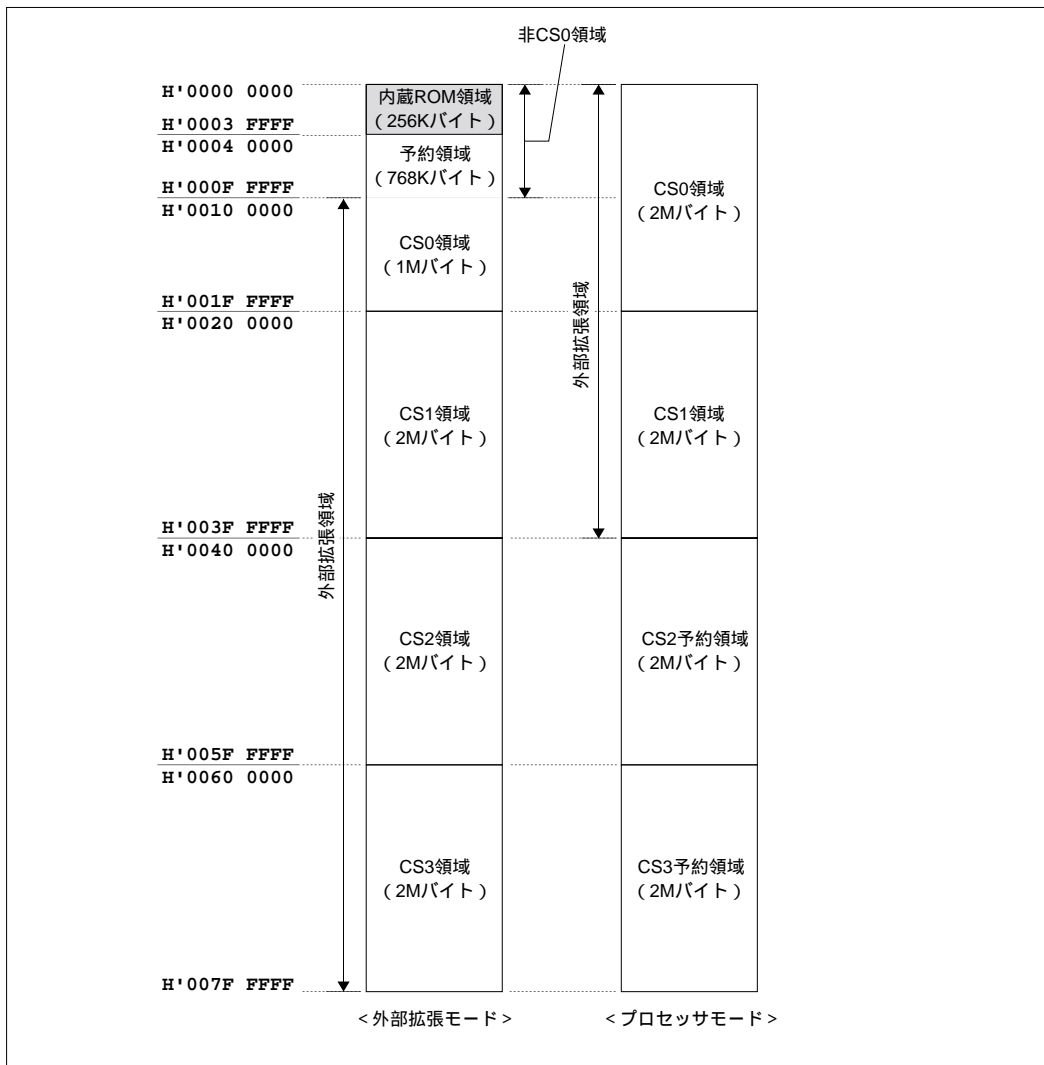 非CS0領域
H'0000 0000
内蔵ROM領域
（256Kバイト）
H'0003 FFFF
H'0004 0000
予約領域
（768Kバイト）
H'000F FFFF
H'0010 0000
CS0領域
（1Mバイト）
CS0領域
（2Mバイト）
H'001F FFFF
H'0020 0000
外部拡張領域
CS1領域
（2Mバイト）
CS1領域
（2Mバイト）
H'003F FFFF
H'0040 0000
外部拡張領域
CS2領域
（2Mバイト）
CS2予約領域
（2Mバイト）
H'005F FFFF
H'0060 0000
CS3領域
（2Mバイト）
CS3予約領域
（2Mバイト）
H'007F FFFF
＜外部拡張モード＞
＜プロセッサモード＞